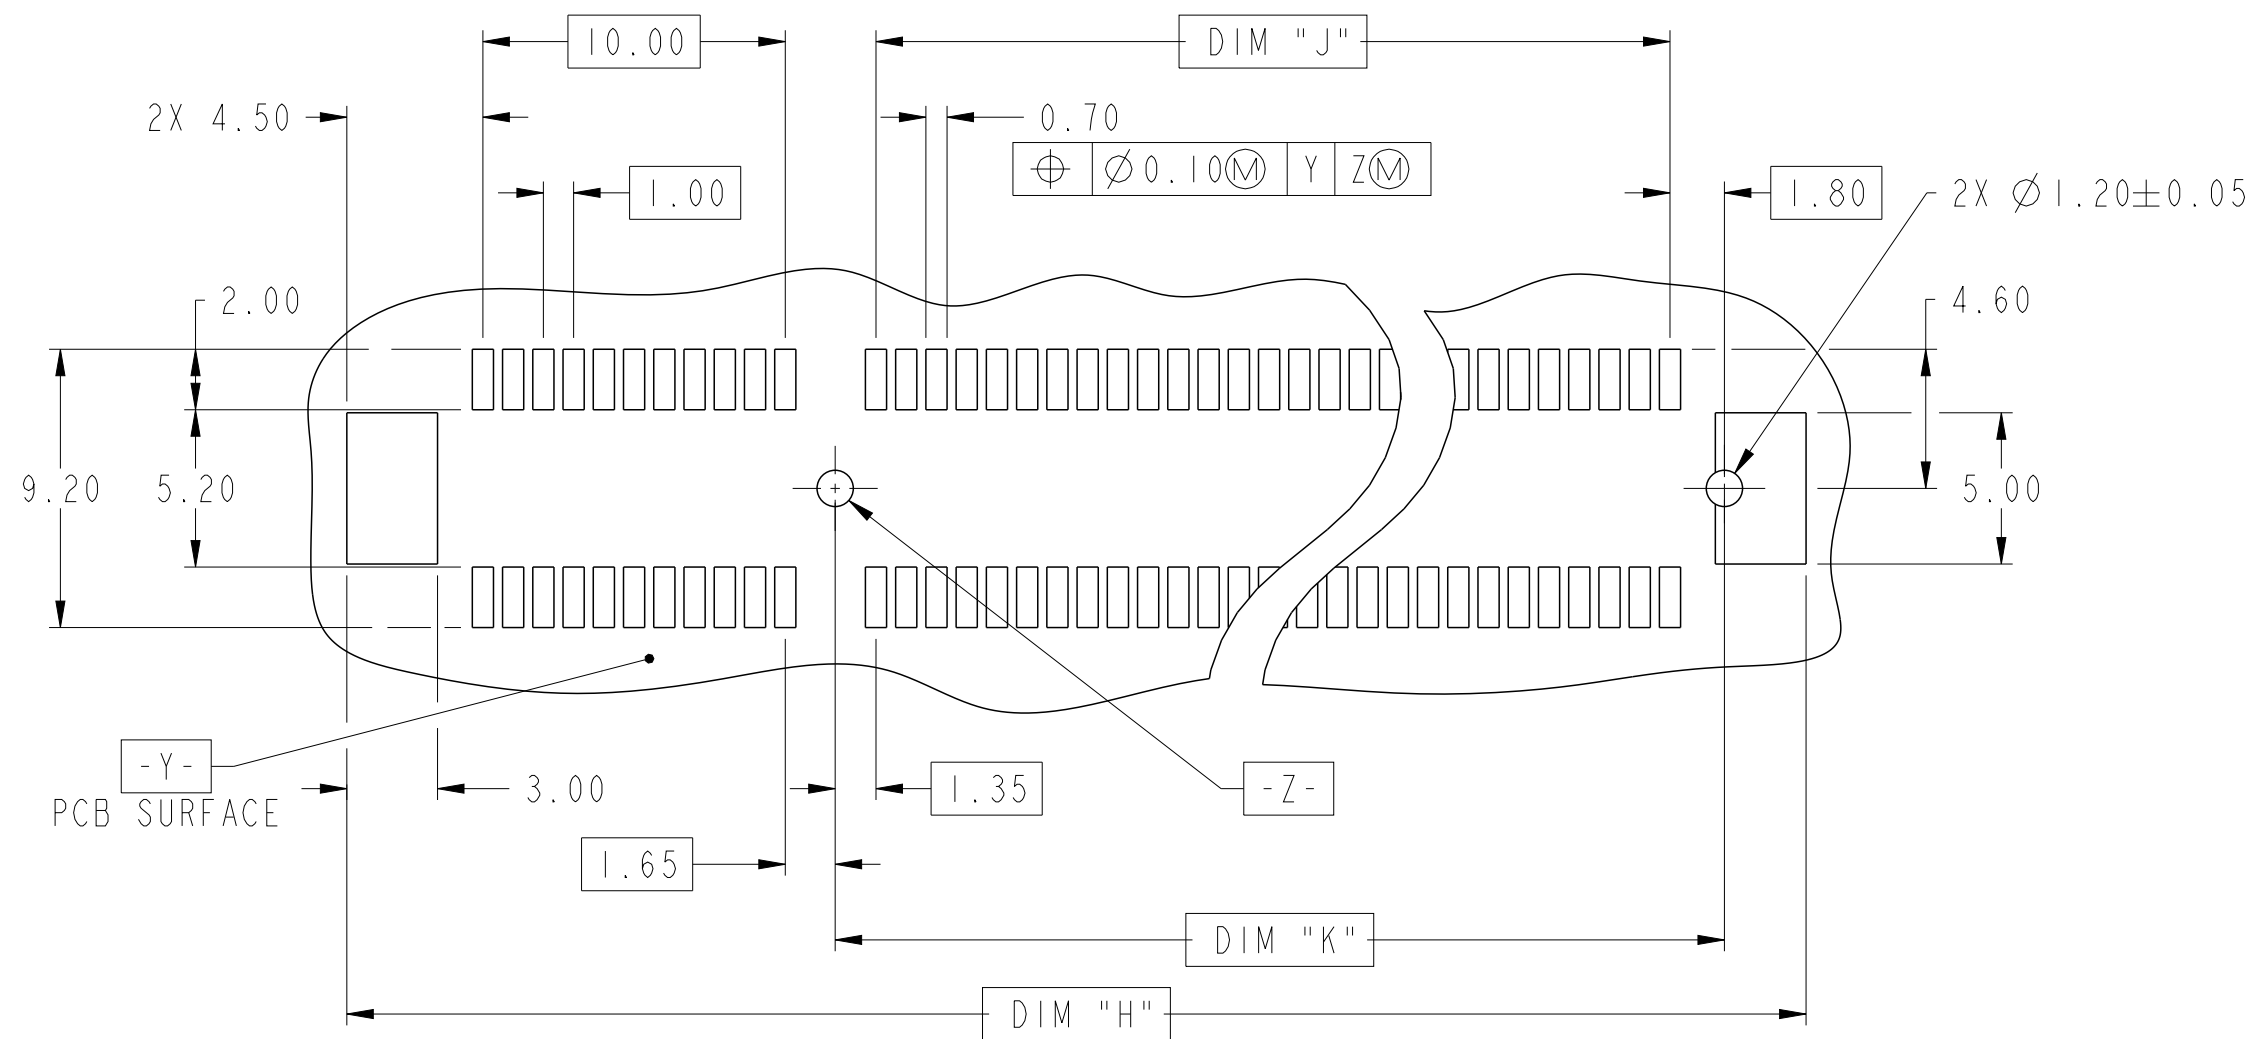 10.00
DIM "J"
2X 4.50
0.70
⌖ ⌀0.10Ⓜ Y ZⓂ
1.00
1.80
2X ⌀1.20±0.05
2.00
4.60
9.20
5.20
5.00
-Y-
PCB SURFACE
3.00
1.35
-Z-
1.65
DIM "K"
DIM "H"